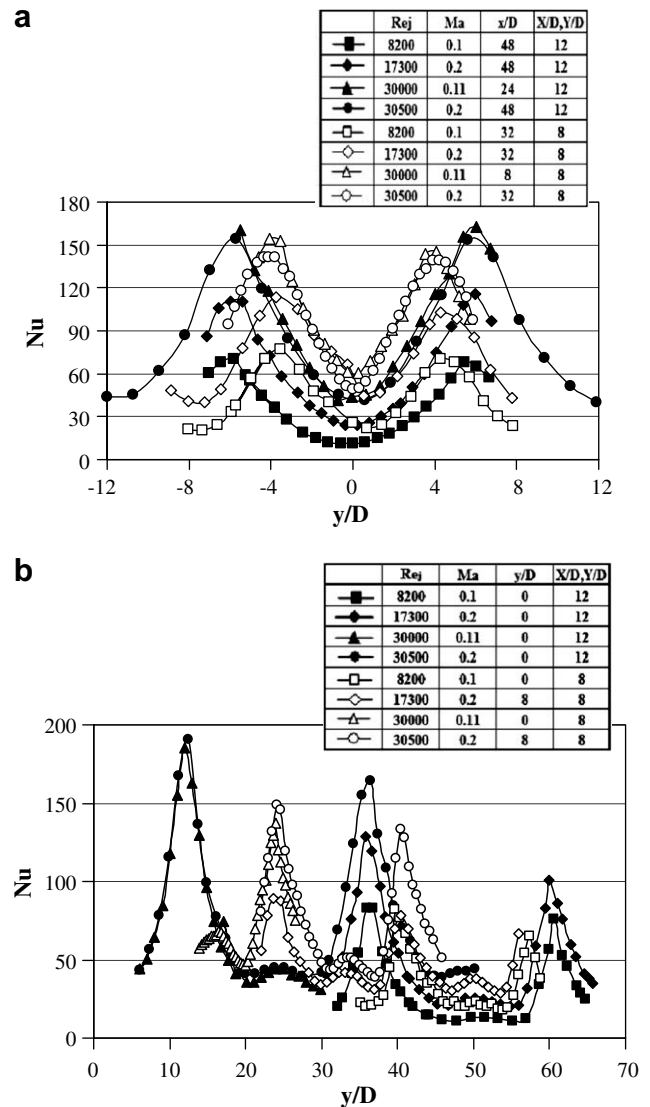 a
Rej Ma x/D X/D,Y/D
8200 0.1 48 12
17300 0.2 48 12
30000 0.11 24 12
30500 0.2 48 12
8200 0.1 32 8
17300 0.2 32 8
30000 0.11 8 8
30500 0.2 32 8
180
150
120
90
60
30
0
Nu
-12 -8 -4 0 4 8 12
y/D
b
Rej Ma y/D X/D,Y/D
8200 0.1 0 12
17300 0.2 0 12
30000 0.11 0 12
30500 0.2 0 12
8200 0.1 0 8
17300 0.2 8 8
30000 0.11 0 8
30500 0.2 8 8
200
150
100
50
0
Nu
0 10 20 30 40 50 60 70
y/D